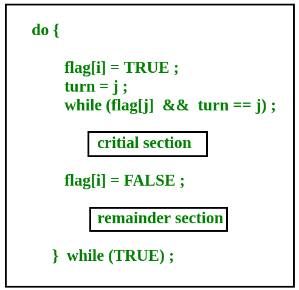 do {
flag[i] = TRUE ;
turn = j ;
while (flag[j] && turn == j) ;
critial section
flag[i] = FALSE ;
remainder section
} while (TRUE) ;